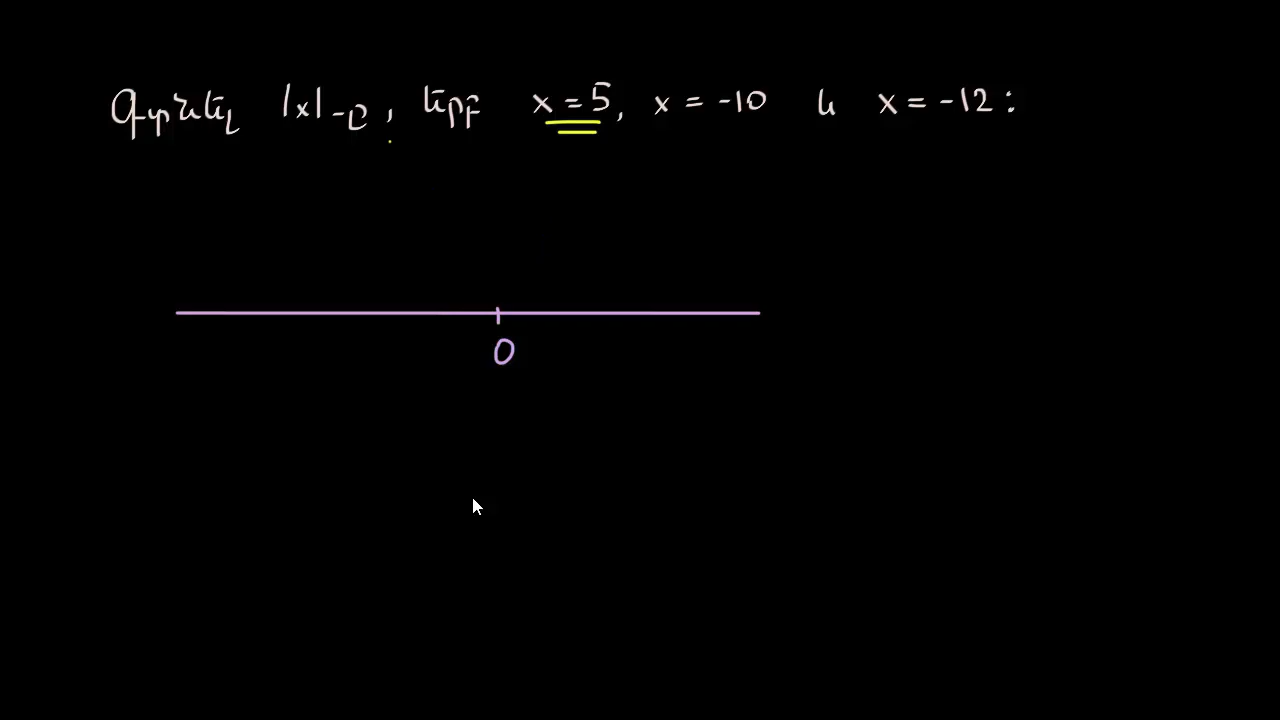 Գտնել |x|-ը, երբ x = 5, x = -10 և x = -12:
0